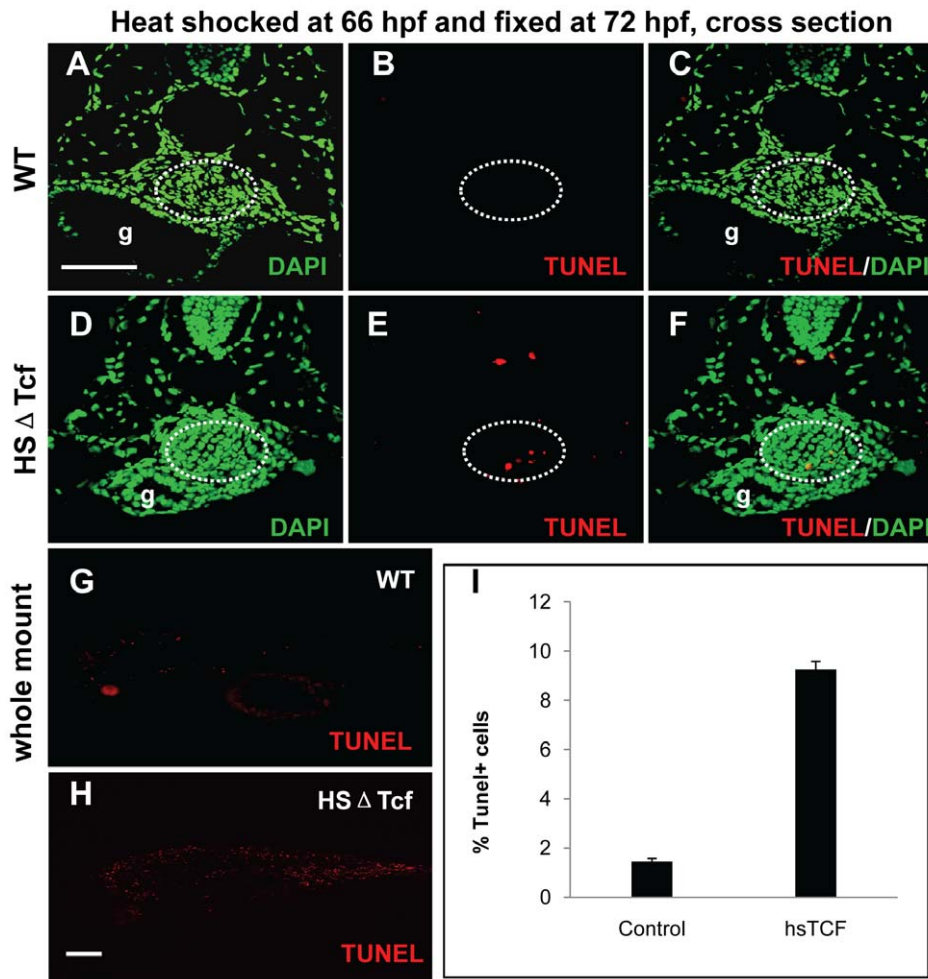 Heat shocked at 66 hpf and fixed at 72 hpf, cross section
WT
A
g
DAPI
B
TUNEL
C
g
TUNEL/DAPI
HS Δ Tcf
D
g
DAPI
E
TUNEL
F
g
TUNEL/DAPI
whole mount
G
WT
TUNEL
H
HS Δ Tcf
TUNEL
I
% Tunel+ cells
12
10
8
6
4
2
0
Control
hsTCF